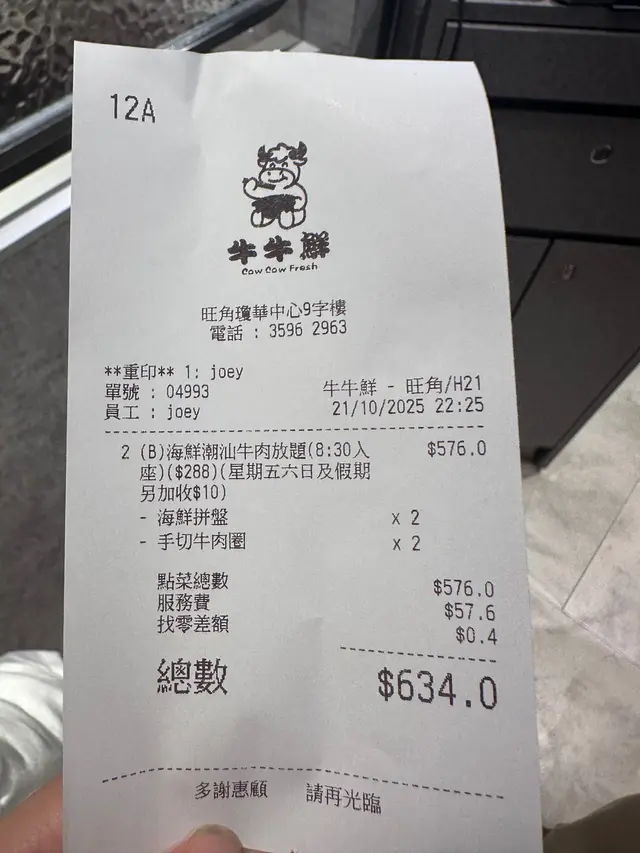 12A
牛牛鮮
Cow Cow Fresh
旺角瓊華中心9字樓
電話 : 3596 2963
**重印** 1: joey
單號 : 04993 牛牛鮮 - 旺角/H21
員工 : joey 21/10/2025 22:25
2 (B)海鮮潮汕牛肉放題(8:30入 $576.0
座)($288)(星期五六日及假期
另加收$10)
- 海鮮拼盤 x 2
- 手切牛肉圈 x 2
點菜總數 $576.0
服務費 $57.6
找零差額 $0.4
總數 $634.0
多謝惠顧 請再光臨